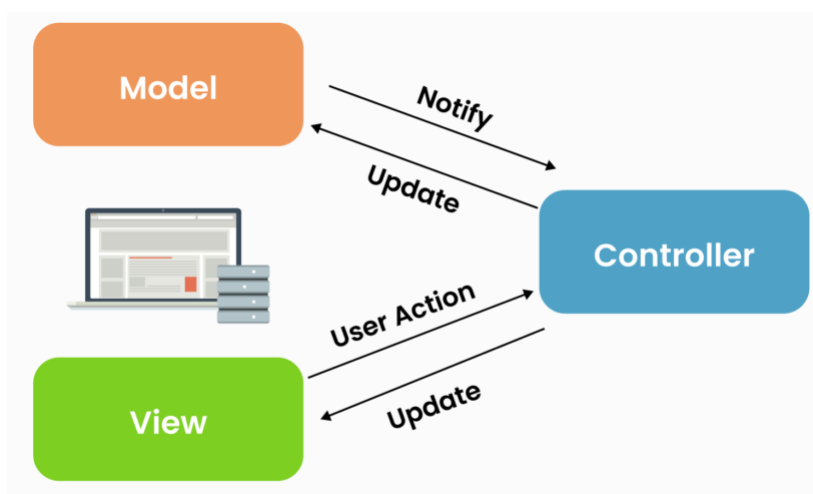 Model
Notify
Update
Controller
User Action
Update
View